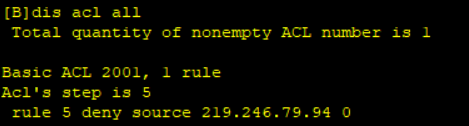 [B]dis acl all
Total quantity of nonempty ACL number is 1
Basic ACL 2001, 1 rule
Acl's step is 5
rule 5 deny source 219.246.79.94 0